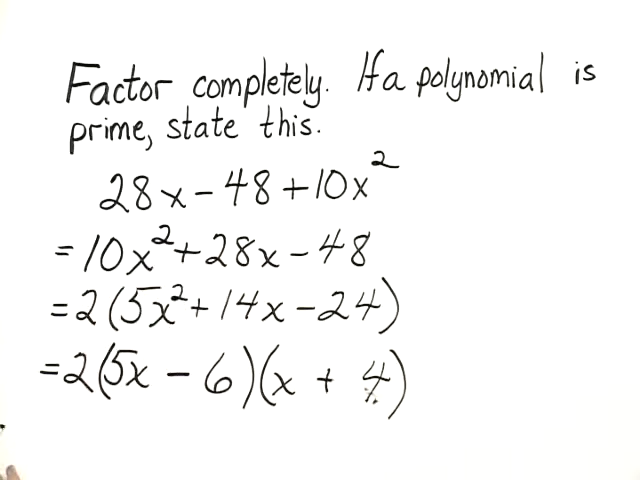 Factor completely. If a polynomial is
prime, state this.
28x - 48 + 10x²
= 10x² + 28x - 48
= 2(5x² + 14x - 24)
= 2(5x - 6)(x + 4)